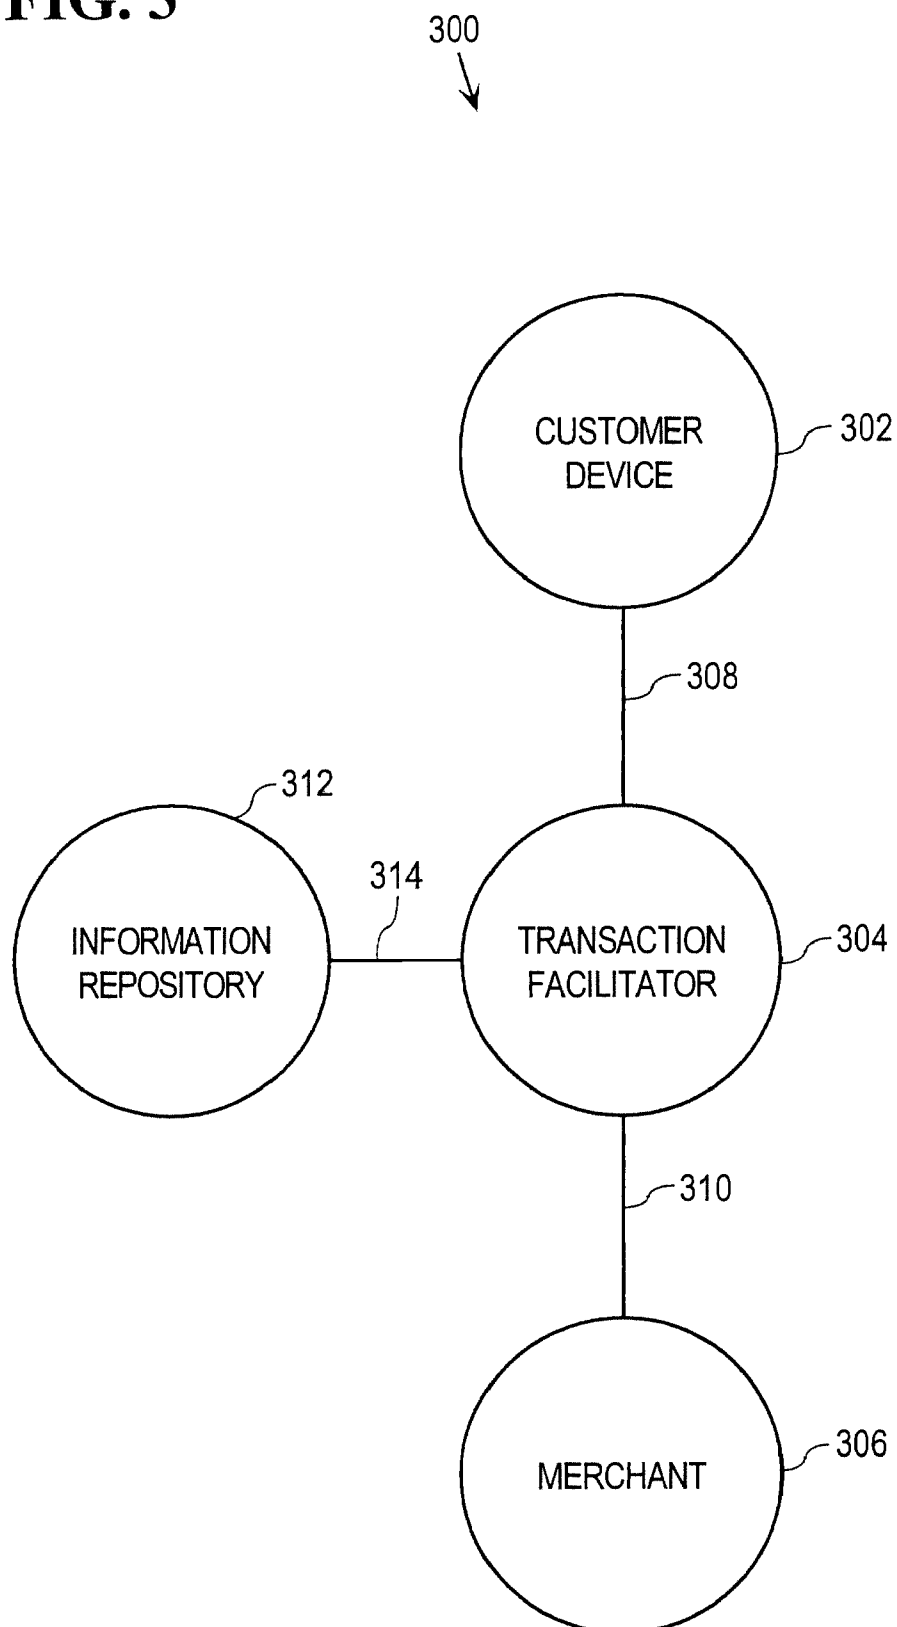 FIG. 3
300
CUSTOMER
DEVICE
302
308
312
314
INFORMATION
REPOSITORY
TRANSACTION
FACILITATOR
304
310
MERCHANT
306